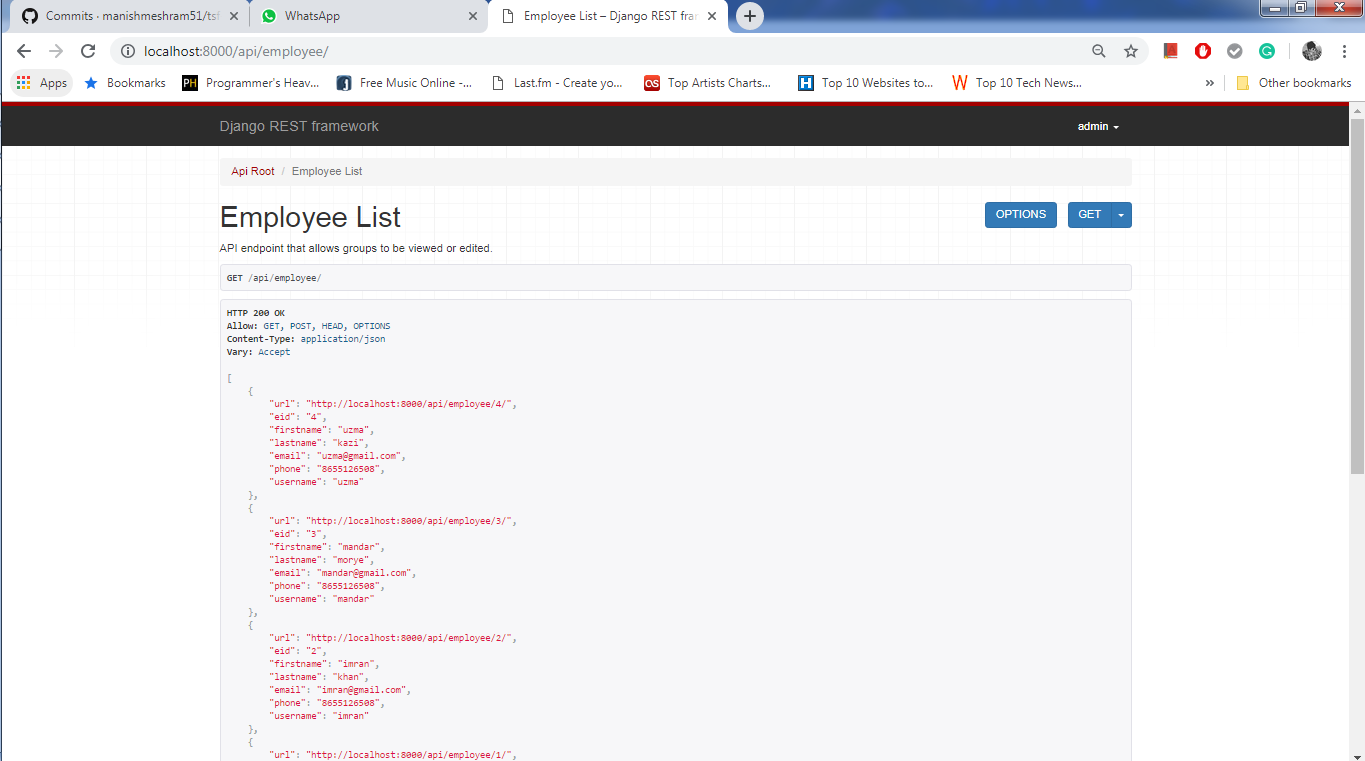 Commits · manishmeshram51/tsf
WhatsApp
Employee List – Django REST fram
localhost:8000/api/employee/
Apps
Bookmarks
PH Programmer's Heav...
Free Music Online -...
Last.fm - Create yo...
Top Artists Charts...
H Top 10 Websites to...
W Top 10 Tech News...
»
Other bookmarks
Django REST framework
admin
Api Root / Employee List
Employee List
OPTIONS
GET
API endpoint that allows groups to be viewed or edited.
GET /api/employee/
HTTP 200 OK
Allow: GET, POST, HEAD, OPTIONS
Content-Type: application/json
Vary: Accept
[
{
"url": "http://localhost:8000/api/employee/4/",
"eid": "4",
"firstname": "uzma",
"lastname": "kazi",
"email": "uzma@gmail.com",
"phone": "8655126508",
"username": "uzma"
},
{
"url": "http://localhost:8000/api/employee/3/",
"eid": "3",
"firstname": "mandar",
"lastname": "morye",
"email": "mandar@gmail.com",
"phone": "8655126508",
"username": "mandar"
},
{
"url": "http://localhost:8000/api/employee/2/",
"eid": "2",
"firstname": "imran",
"lastname": "khan",
"email": "imran@gmail.com",
"phone": "8655126508",
"username": "imran"
},
{
"url": "http://localhost:8000/api/employee/1/",